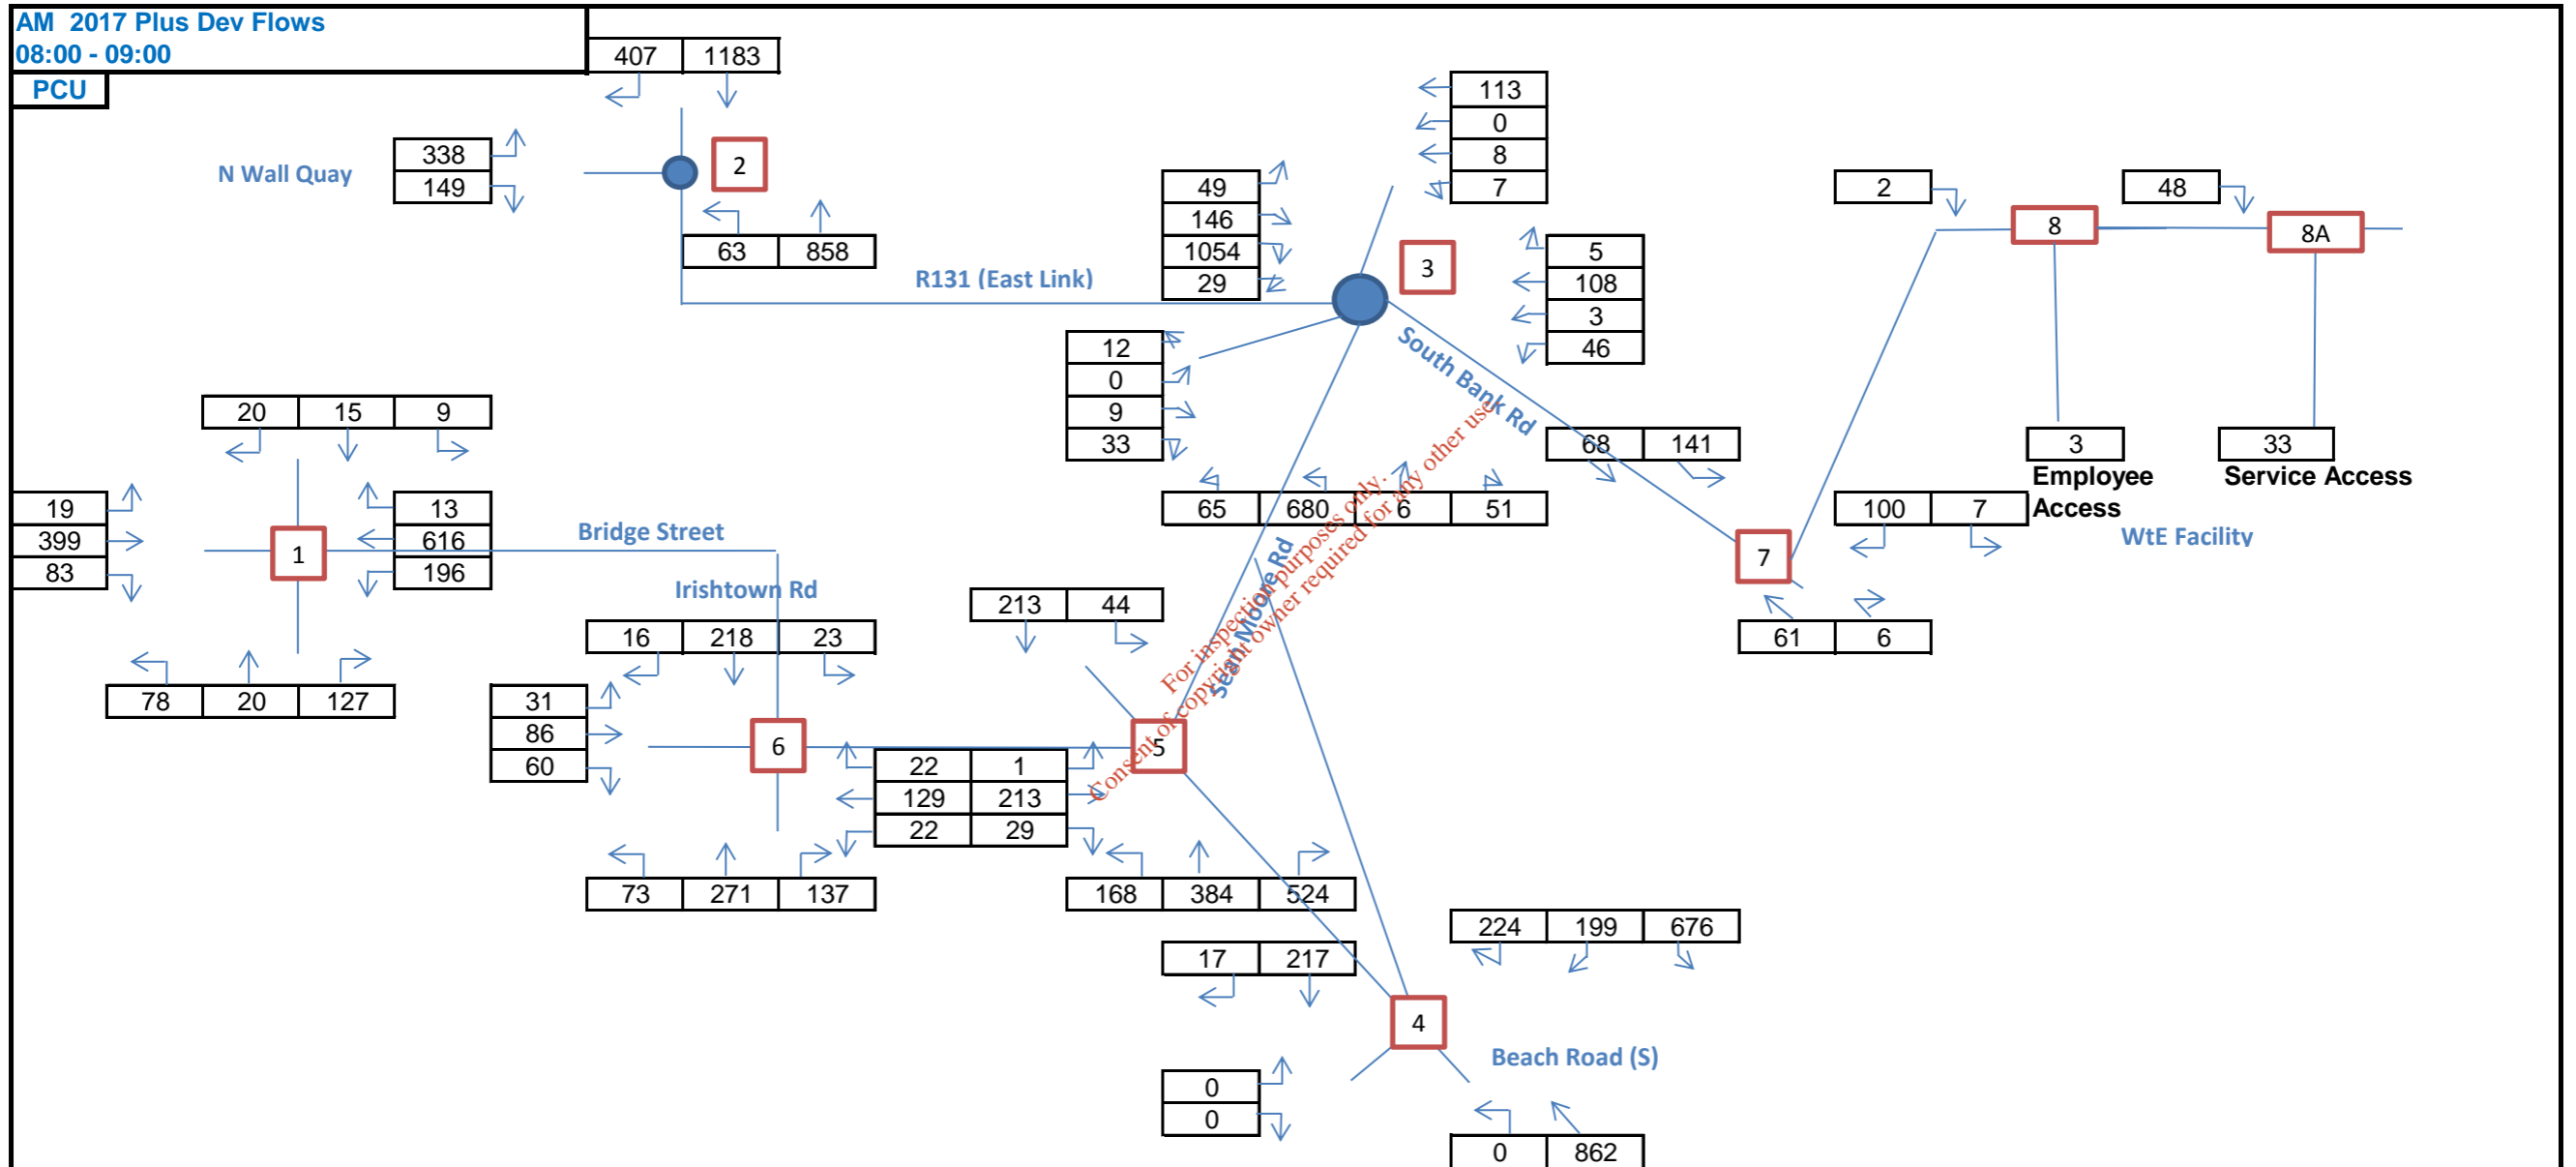 AM 2017 Plus Dev Flows
08:00 - 09:00
PCU
407 1183
338
149
N Wall Quay
2
63 858
R131 (East Link)
49
146
1054
29
113
0
8
7
3
5
108
3
46
12
0
9
33
65 680 6 51
South Bank Rd
68 141
2
8
48
8A
3
Employee
Access
33
Service Access
100 7
WtE Facility
7
61 6
20 15 9
19
399
83
1
13
616
196
Bridge Street
78 20 127
Irishtown Rd
16 218 23
31
86
60
6
22 1
129 213
22 29
73 271 137
213 44
5
Sean Moore Rd
For inspection purposes only.
Consent of copyright owner required for any other use.
168 384 524
17 217
224 199 676
4
Beach Road (S)
0
0
0 862